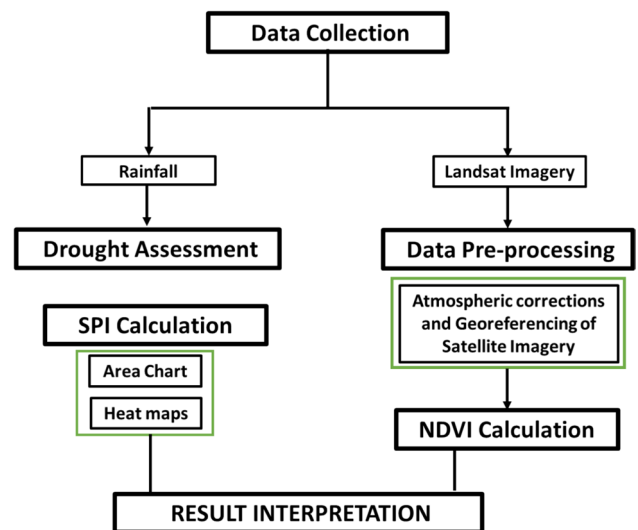 Data Collection
Rainfall
Landsat Imagery
Drought Assessment
Data Pre-processing
Atmospheric corrections
and Georeferencing of
Satellite Imagery
SPI Calculation
Area Chart
Heat maps
NDVI Calculation
RESULT INTERPRETATION